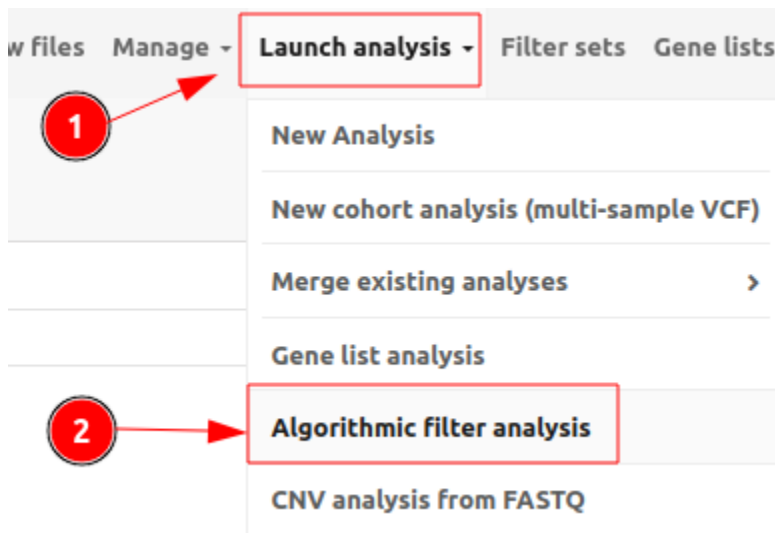 w files Manage Launch analysis Filter sets Gene lists
1
New Analysis
New cohort analysis (multi-sample VCF)
Merge existing analyses
Gene list analysis
2 Algorithmic filter analysis
CNV analysis from FASTQ